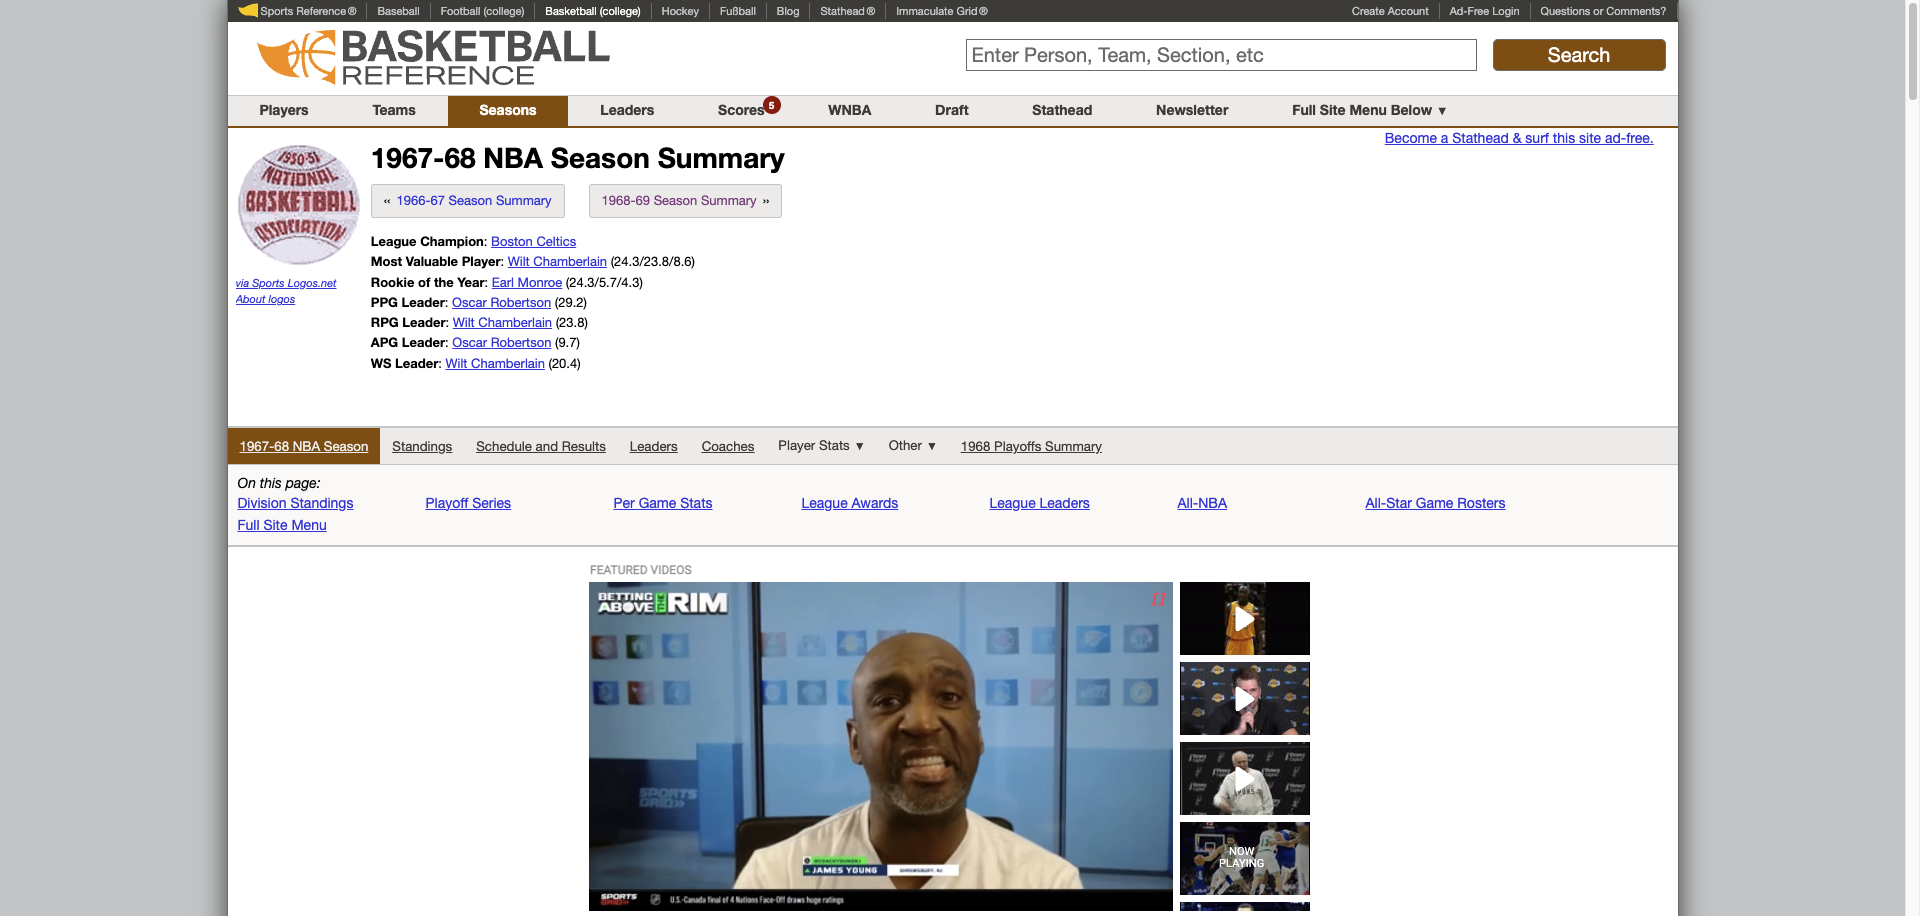 Sports Reference®
Baseball
Football (college)
Basketball (college)
Hockey
Fußball
Blog
Stathead®
Immaculate Grid®
Create Account
Ad-Free Login
Questions or Comments?
BASKETBALL
REFERENCE
Enter Person, Team, Section, etc
Search
Players
Teams
Seasons
Leaders
Scores
5
WNBA
Draft
Stathead
Newsletter
Full Site Menu Below ▼
Become a Stathead & surf this site ad-free.
1950-51
NATIONAL
BASKETBALL
ASSOCIATION
via Sports Logos.net
About logos
1967-68 NBA Season Summary
« 1966-67 Season Summary
1968-69 Season Summary »
League Champion: Boston Celtics
Most Valuable Player: Wilt Chamberlain (24.3/23.8/8.6)
Rookie of the Year: Earl Monroe (24.3/5.7/4.3)
PPG Leader: Oscar Robertson (29.2)
RPG Leader: Wilt Chamberlain (23.8)
APG Leader: Oscar Robertson (9.7)
WS Leader: Wilt Chamberlain (20.4)
1967-68 NBA Season
Standings
Schedule and Results
Leaders
Coaches
Player Stats ▼
Other ▼
1968 Playoffs Summary
On this page:
Division Standings
Playoff Series
Per Game Stats
League Awards
League Leaders
All-NBA
All-Star Game Rosters
Full Site Menu
FEATURED VIDEOS
BETTING
ABOVE THE RIM
SPORTS
GRID
JAMES YOUNG
SHREWSBURY, NJ
SPORTS
GRID
U.S.-Canada final of 4 Nations Face-Off draws huge ratings
SPURS
NOW
PLAYING